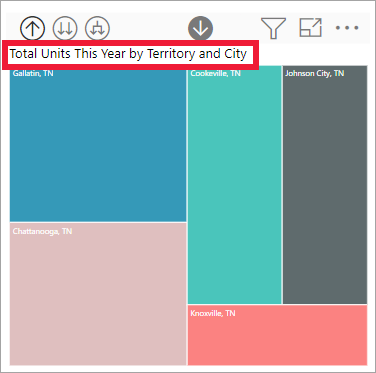 Total Units This Year by Territory and City
Gallatin, TN
Cookeville, TN
Johnson City, TN
Chattanooga, TN
Knoxville, TN